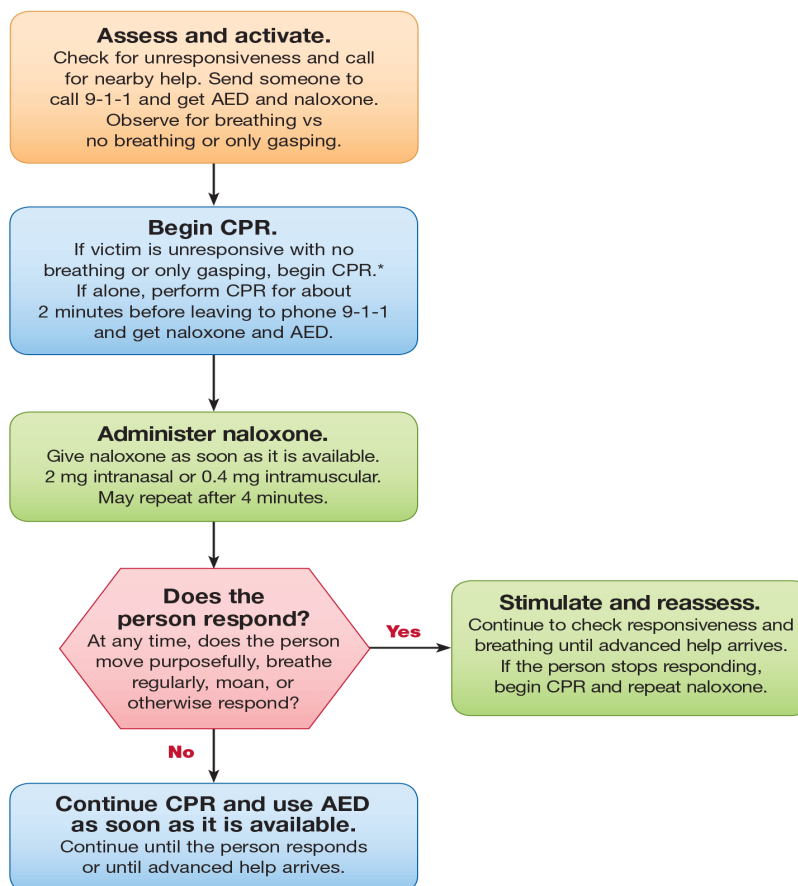 Assess and activate.
Check for unresponsiveness and call
for nearby help. Send someone to
call 9-1-1 and get AED and naloxone.
Observe for breathing vs
no breathing or only gasping.
Begin CPR.
If victim is unresponsive with no
breathing or only gasping, begin CPR.*
If alone, perform CPR for about
2 minutes before leaving to phone 9-1-1
and get naloxone and AED.
Administer naloxone.
Give naloxone as soon as it is available.
2 mg intranasal or 0.4 mg intramuscular.
May repeat after 4 minutes.
Does the
person respond?
At any time, does the person
move purposefully, breathe
regularly, moan, or
otherwise respond?
Yes
Stimulate and reassess.
Continue to check responsiveness and
breathing until advanced help arrives.
If the person stops responding,
begin CPR and repeat naloxone.
No
Continue CPR and use AED
as soon as it is available.
Continue until the person responds
or until advanced help arrives.